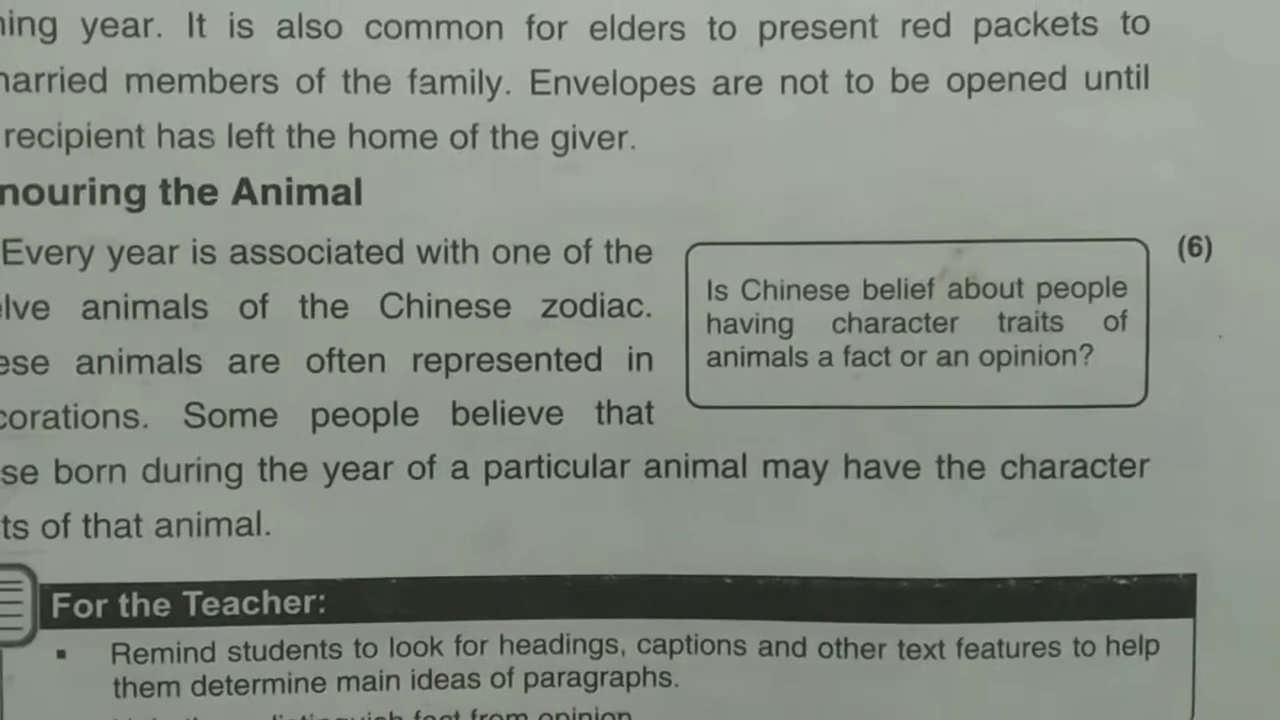 ning year. It is also common for elders to present red packets to
narried members of the family. Envelopes are not to be opened until
recipient has left the home of the giver.
nouring the Animal
Every year is associated with one of the
elve animals of the Chinese zodiac.
ese animals are often represented in
corations. Some people believe that
se born during the year of a particular animal may have the character
ts of that animal.
(6)
Is Chinese belief about people
having character traits of
animals a fact or an opinion?
For the Teacher:
▪ Remind students to look for headings, captions and other text features to help
them determine main ideas of paragraphs.
distinguish fact from opinion